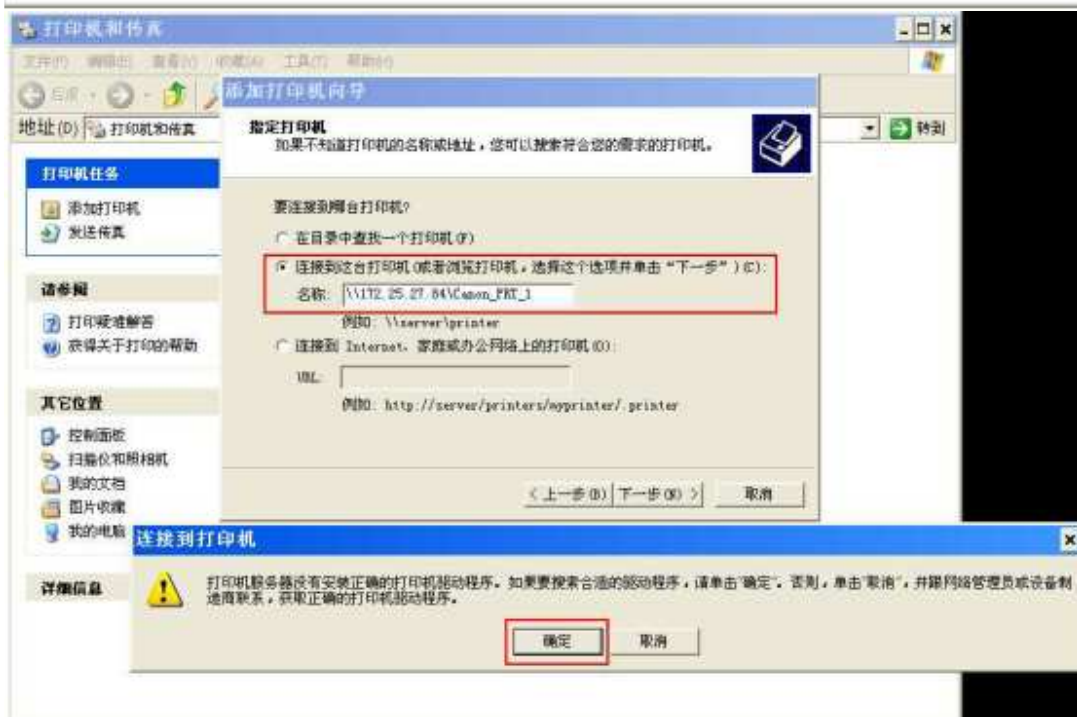 打印机和传真
文件(F) 编辑(E) 查看(V) 收藏(A) 工具(T) 帮助(H)
后退
添加打印机向导
地址(D) 打印机和传真
转到
指定打印机
如果不知道打印机的名称或地址，您可以搜索符合您的需求的打印机。
打印机任务
添加打印机
发送传真
要连接到哪台打印机?
在目录中查找一个打印机(F)
连接到这台打印机(或者浏览打印机，选择这个选项并单击“下一步”)(C):
名称: \\172.25.27.84\Canon_PRT_1
例如: \\server\printer
连接到 Internet、家庭或办公网络上的打印机(O):
URL:
例如: http://server/printers/myprinter/.printer
请参阅
打印疑难解答
获得关于打印的帮助
其它位置
控制面板
扫描仪和照相机
我的文档
图片收藏
我的电脑
< 上一步(B) 下一步(N) > 取消
详细信息
连接到打印机
打印机服务器没有安装正确的打印机驱动程序。如果要搜索合适的驱动程序，请单击“确定”。否则，单击“取消”，并跟网络管理员或设备制
造商联系，获取正确的打印机驱动程序。
确定 取消